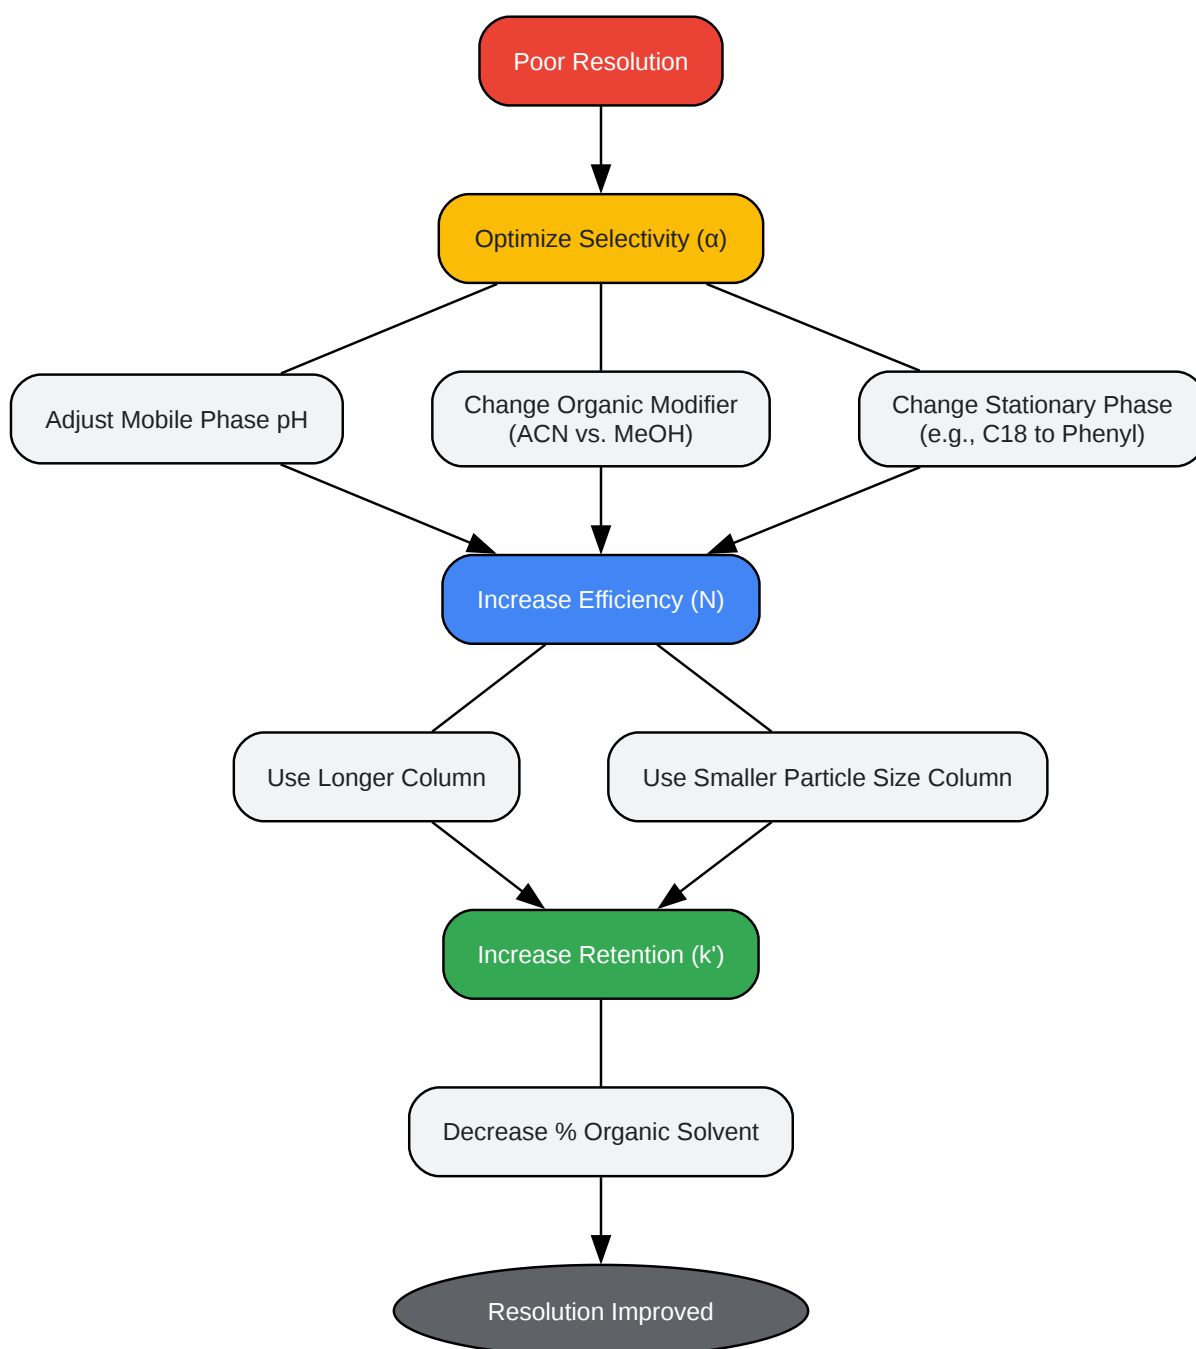 Poor Resolution
Optimize Selectivity (α)
Adjust Mobile Phase pH
Change Organic Modifier
(ACN vs. MeOH)
Change Stationary Phase
(e.g., C18 to Phenyl)
Increase Efficiency (N)
Use Longer Column
Use Smaller Particle Size Column
Increase Retention (k')
Decrease % Organic Solvent
Resolution Improved